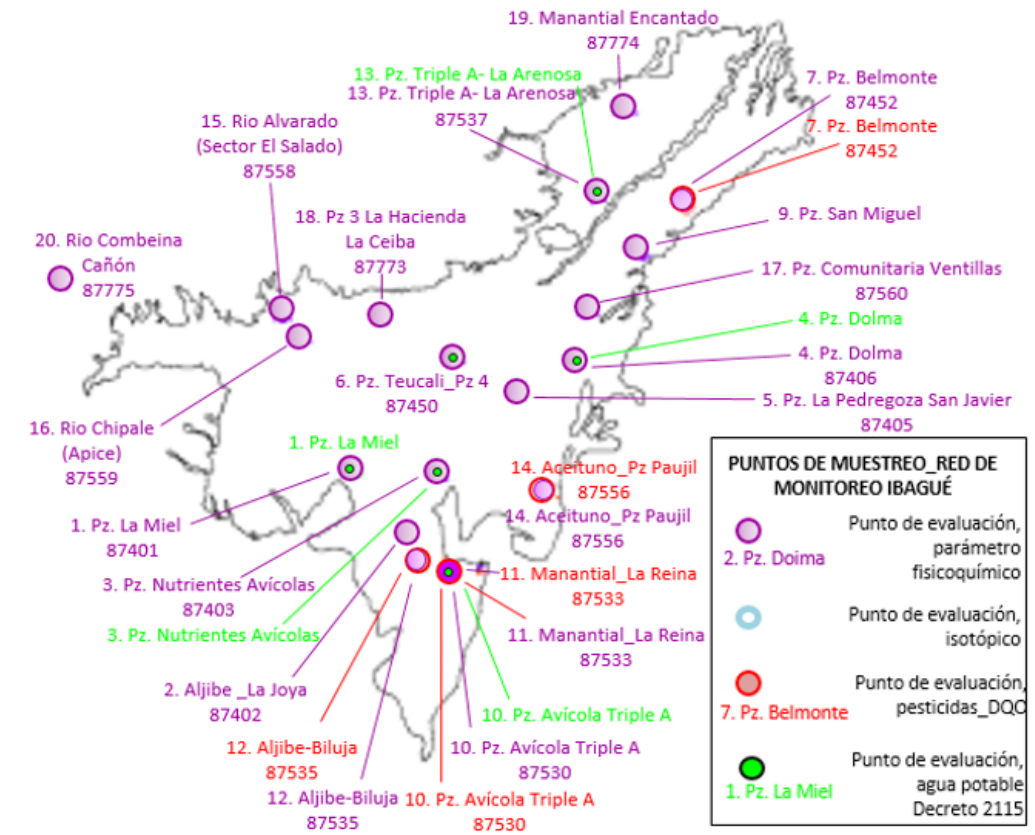 19. Manantial Encantado
87774
13. Pz. Triple A- La Arenosa
13. Pz. Triple A- La Arenosa
87537
7. Pz. Belmonte
87452
7. Pz. Belmonte
87452
15. Rio Alvarado
(Sector El Salado)
87558
18. Pz 3 La Hacienda
La Ceiba
87773
9. Pz. San Miguel
20. Rio Combeina
Cañón
87775
17. Pz. Comunitaria Ventillas
87560
4. Pz. Dolma
4. Pz. Dolma
87406
6. Pz. Teucali_Pz 4
87450
5. Pz. La Pedregoza San Javier
87405
16. Rio Chipale
(Apice)
87559
1. Pz. La Miel
14. Aceituno_Pz Paujil
87556
14. Aceituno_Pz Paujil
87556
1. Pz. La Miel
87401
3. Pz. Nutrientes Avícolas
87403
3. Pz. Nutrientes Avícolas
11. Manantial_La Reina
87533
11. Manantial_La Reina
87533
2. Aljibe _La Joya
87402
10. Pz. Avícola Triple A
12. Aljibe-Biluja
87535
10. Pz. Avícola Triple A
87530
12. Aljibe-Biluja
87535
10. Pz. Avícola Triple A
87530
PUNTOS DE MUESTREO_RED DE
MONITOREO IBAGUÉ
2. Pz. Doima
Punto de evaluación,
parámetro
fisicoquímico
Punto de evaluación,
isotópico
7. Pz. Belmonte
Punto de evaluación,
pesticidas_DQO
1. Pz. La Miel
Punto de evaluación,
agua potable
Decreto 2115